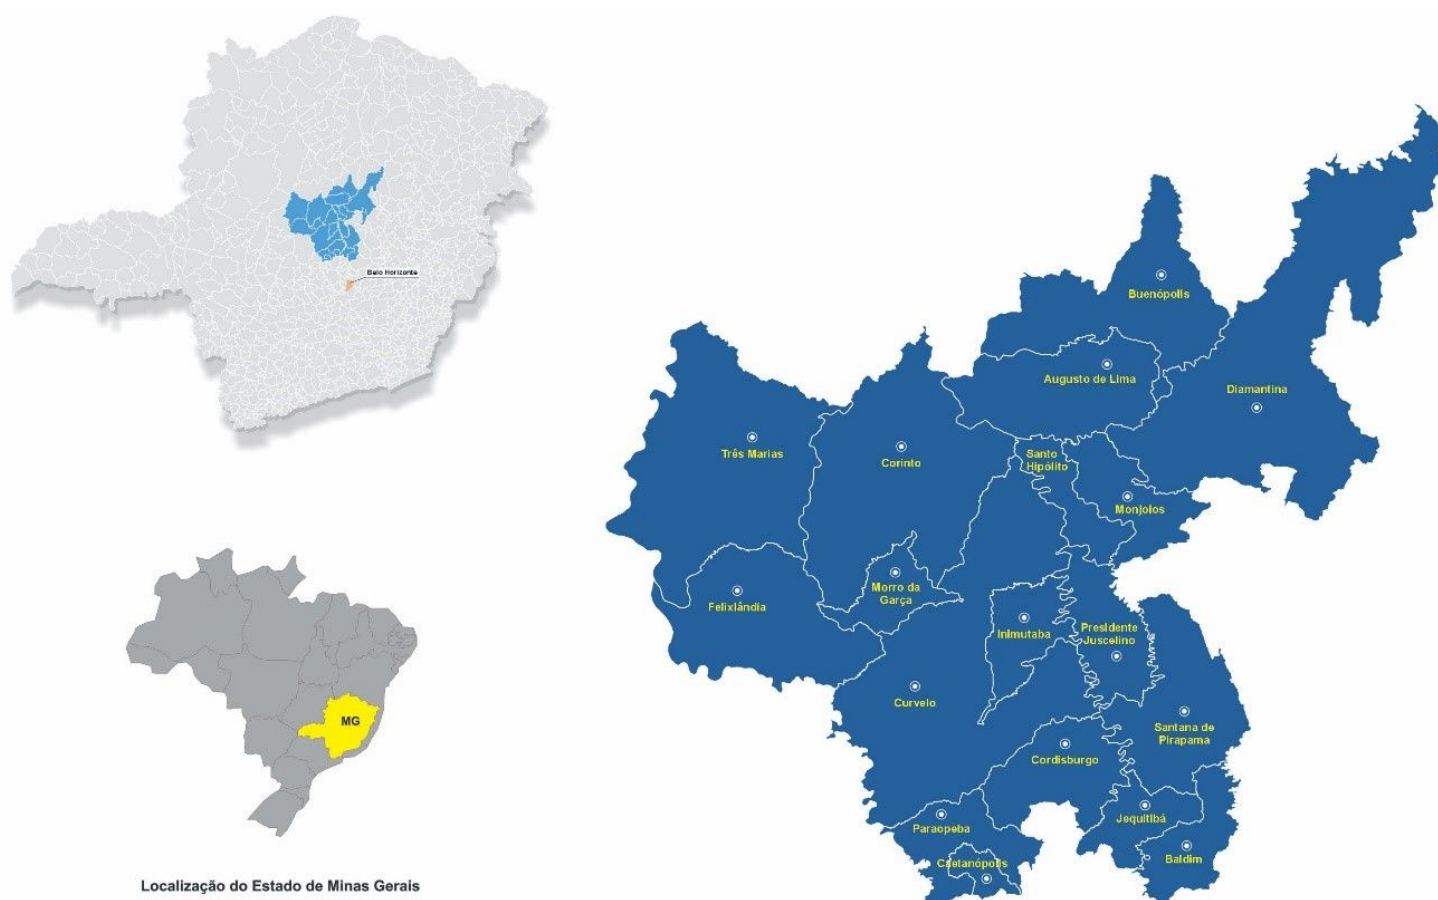 Belo Horizonte
MG
Localização do Estado de Minas Gerais
Buenópolis
Augusto de Lima
Diamantina
Três Marias
Corinto
Santo
Hipólito
Monjolos
Felixlândia
Morro da
Garça
Inimutaba
Presidente
Juscelino
Curvelo
Santana de
Pirapama
Cordisburgo
Paraopeba
Jequitibá
Baldim
Caetanópolis